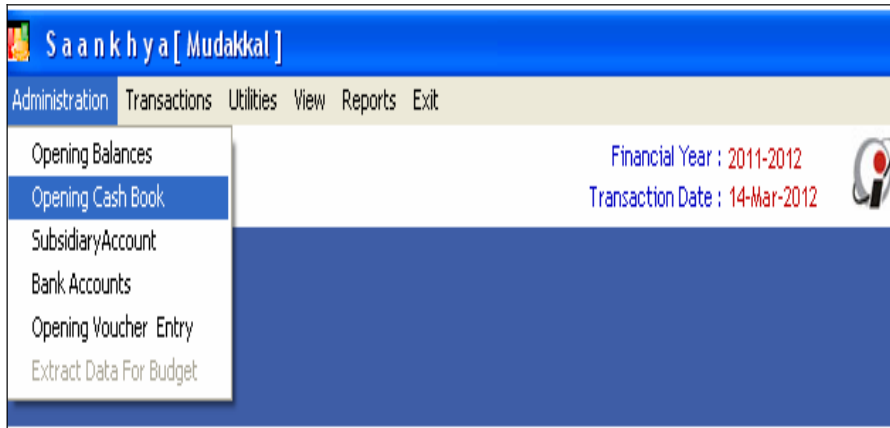 Saankhya [ Mudakkal ]
Administration Transactions Utilities View Reports Exit
Opening Balances
Opening Cash Book
SubsidiaryAccount
Bank Accounts
Opening Voucher Entry
Extract Data For Budget
Financial Year : 2011-2012
Transaction Date : 14-Mar-2012